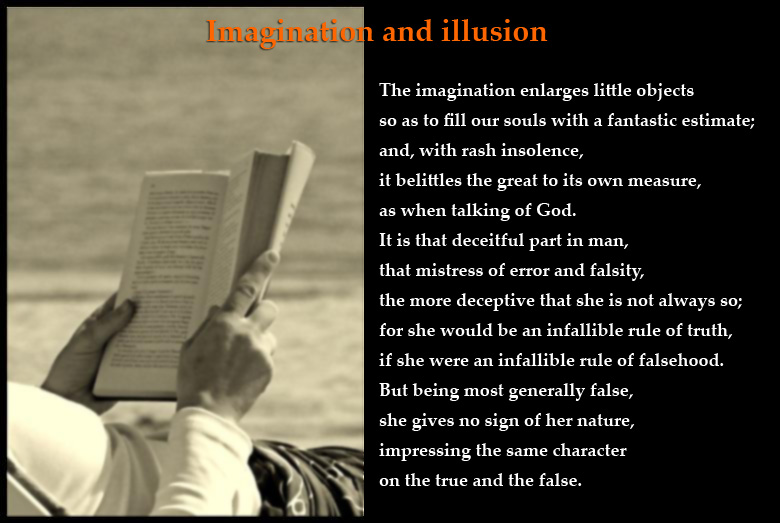 Imagination and illusion
The imagination enlarges little objects
so as to fill our souls with a fantastic estimate;
and, with rash insolence,
it belittles the great to its own measure,
as when talking of God.
It is that deceitful part in man,
that mistress of error and falsity,
the more deceptive that she is not always so;
for she would be an infallible rule of truth,
if she were an infallible rule of falsehood.
But being most generally false,
she gives no sign of her nature,
impressing the same character
on the true and the false.